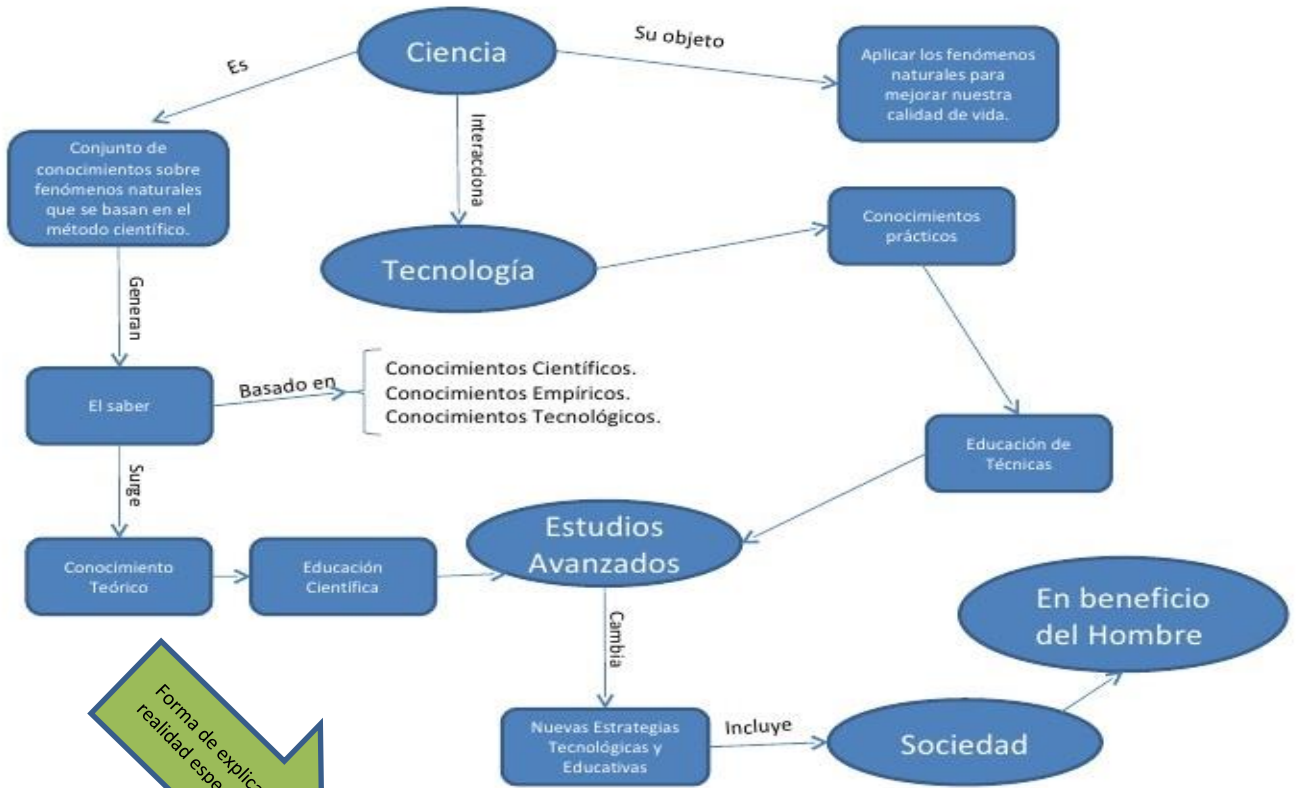 Ciencia
Su objeto
Aplicar los fenómenos
naturales para
mejorar nuestra
calidad de vida.
Es
Interacciona
Conjunto de
conocimientos sobre
fenómenos naturales
que se basan en el
método científico.
Conocimientos
prácticos
Tecnología
Generan
El saber
Basado en
Conocimientos Científicos.
Conocimientos Empíricos.
Conocimientos Tecnológicos.
Educación de
Técnicas
Surge
Estudios
Avanzados
Conocimiento
Teórico
Educación
Científica
En beneficio
del Hombre
Cambia
Forma de
realidad
Nuevas Estrategias
Tecnológicas y
Educativas
Incluye
Sociedad